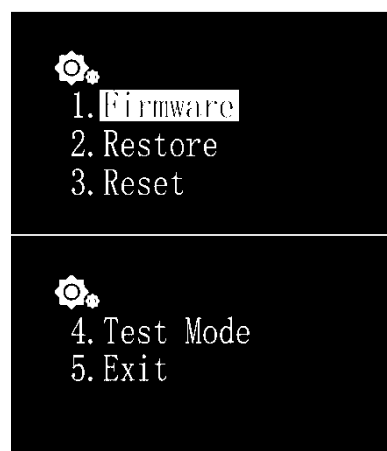 1.Firmware
2.Restore
3.Reset
4.Test Mode
5.Exit